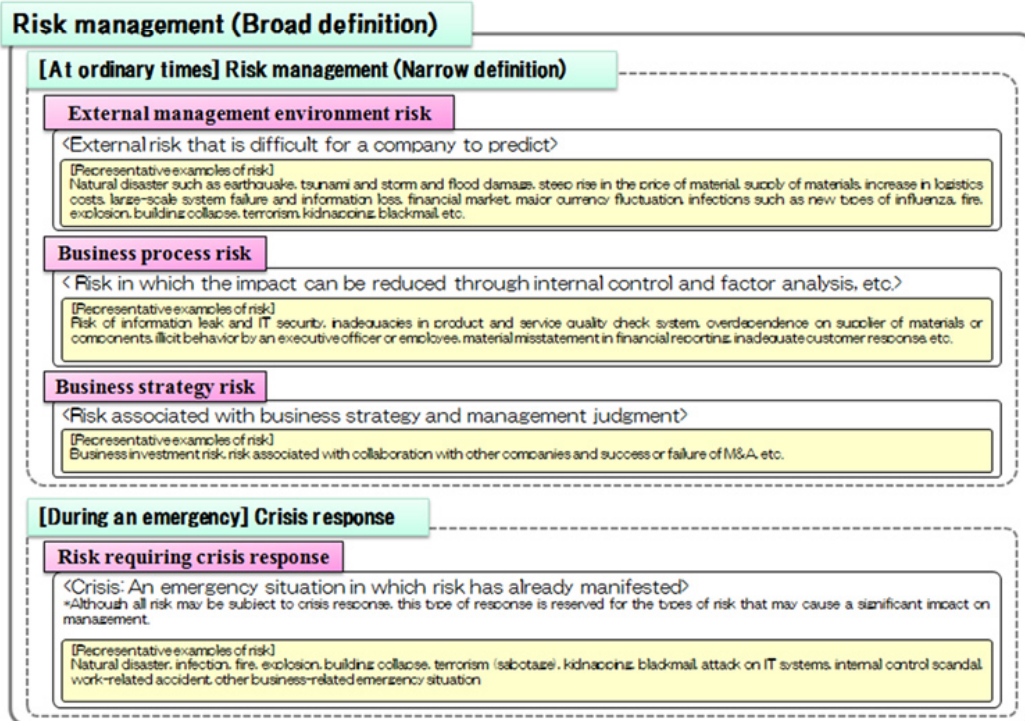 Risk management (Broad definition)
[At ordinary times] Risk management (Narrow definition)
External management environment risk
<External risk that is difficult for a company to predict>
[Representative examples of risk]
Natural disaster such as earthquake, tsunami and storm and flood damage, steep rise in the price of material, supply of materials, increase in logistics
costs, large-scale system failure and information loss, financial market, major currency fluctuation, infections such as new types of influenza, fire,
explosion, building collapse, terrorism, kidnapping, blackmail, etc.
Business process risk
< Risk in which the impact can be reduced through internal control and factor analysis, etc.>
[Representative examples of risk]
Risk of information leak and IT security, inadequacies in product and service quality check system, overdependence on supplier of materials or
components, illicit behavior by an executive officer or employee, material misstatement in financial reporting, inadequate customer response, etc.
Business strategy risk
<Risk associated with business strategy and management judgment>
[Representative examples of risk]
Business investment risk, risk associated with collaboration with other companies and success or failure of M&A, etc.
[During an emergency] Crisis response
Risk requiring crisis response
<Crisis: An emergency situation in which risk has already manifested>
*Although all risk may be subject to crisis response, this type of response is reserved for the types of risk that may cause a significant impact on
management.
[Representative examples of risk]
Natural disaster, infection, fire, explosion, building collapse, terrorism (sabotage), kidnapping, blackmail, attack on IT systems, internal control scandal,
work-related accident, other business-related emergency situation